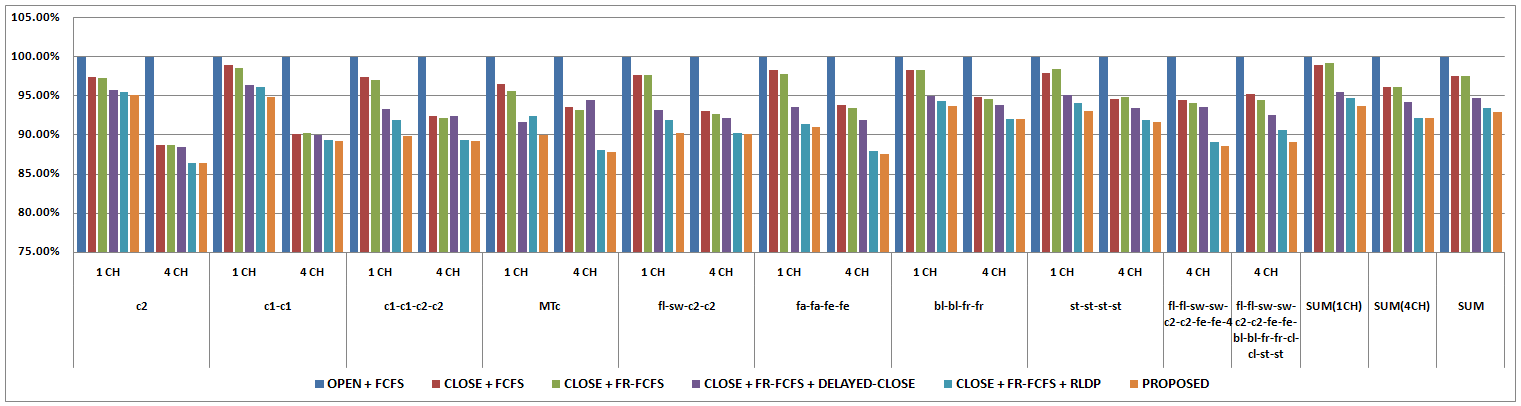 105.00%
100.00%
95.00%
90.00%
85.00%
80.00%
75.00%
1 CH 4 CH 1 CH 4 CH 1 CH 4 CH 1 CH 4 CH 1 CH 4 CH 1 CH 4 CH 1 CH 4 CH 1 CH 4 CH 4 CH 4 CH
c2 c1-c1 c1-c1-c2-c2 MTc fl-sw-c2-c2 fa-fa-fe-fe bl-bl-fr-fr st-st-st-st
fl-fl-sw-sw-
c2-c2-fe-fe-4
fl-fl-sw-sw-
c2-c2-fe-fe-
bl-bl-fr-fr-cl-
cl-st-st
SUM(1CH) SUM(4CH) SUM
OPEN + FCFS CLOSE + FCFS CLOSE + FR-FCFS CLOSE + FR-FCFS + DELAYED-CLOSE CLOSE + FR-FCFS + RLDP PROPOSED